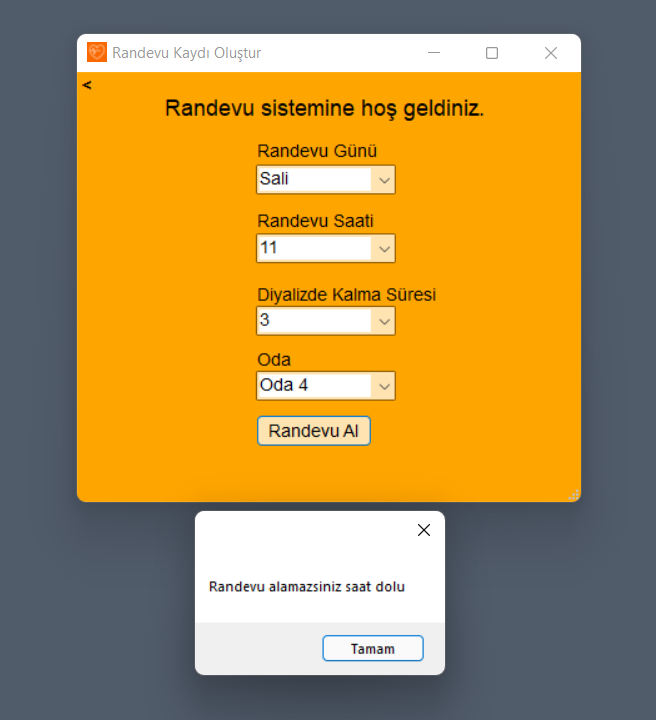 Randevu Kaydı Oluştur
<
Randevu sistemine hoş geldiniz.
Randevu Günü
Sali
Randevu Saati
11
Diyalizde Kalma Süresi
3
Oda
Oda 4
Randevu Al
Randevu alamazsiniz saat dolu
Tamam